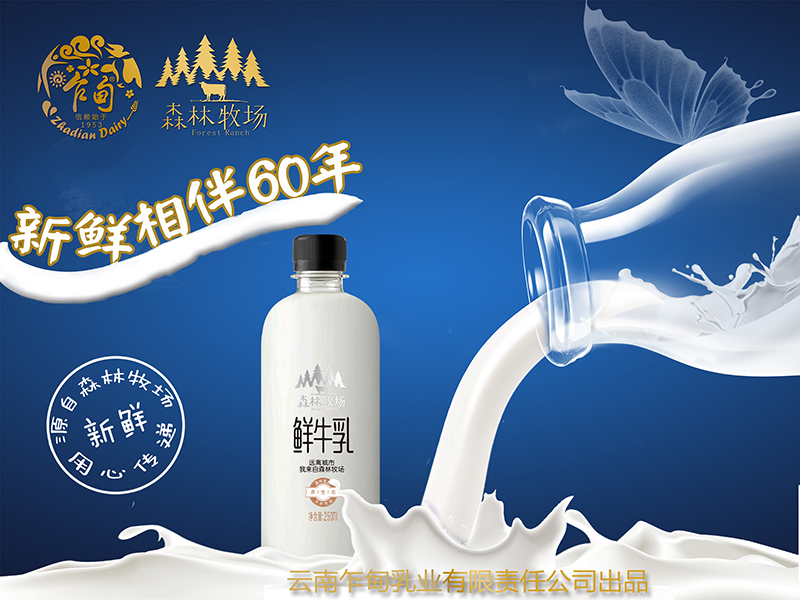 乍甸
信赖始于
1953
Zhadian Dairy
森林牧场
Forest Ranch
新鲜相伴60年
源自森林牧场
新鲜
用心传递
森林牧场
鲜牛乳
远离城市
我来自森林牧场
净含量:250ml
云南乍甸乳业有限责任公司出品